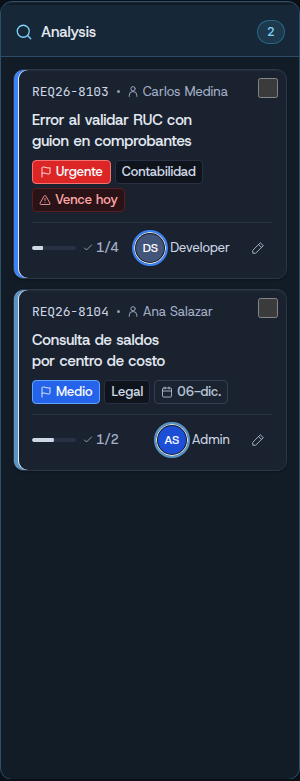 Analysis
2
REQ26-8103 • Carlos Medina
Error al validar RUC con
guion en comprobantes
Urgente Contabilidad
Vence hoy
1/4 DS Developer
REQ26-8104 • Ana Salazar
Consulta de saldos
por centro de costo
Medio Legal 06-dic.
1/2 AS Admin